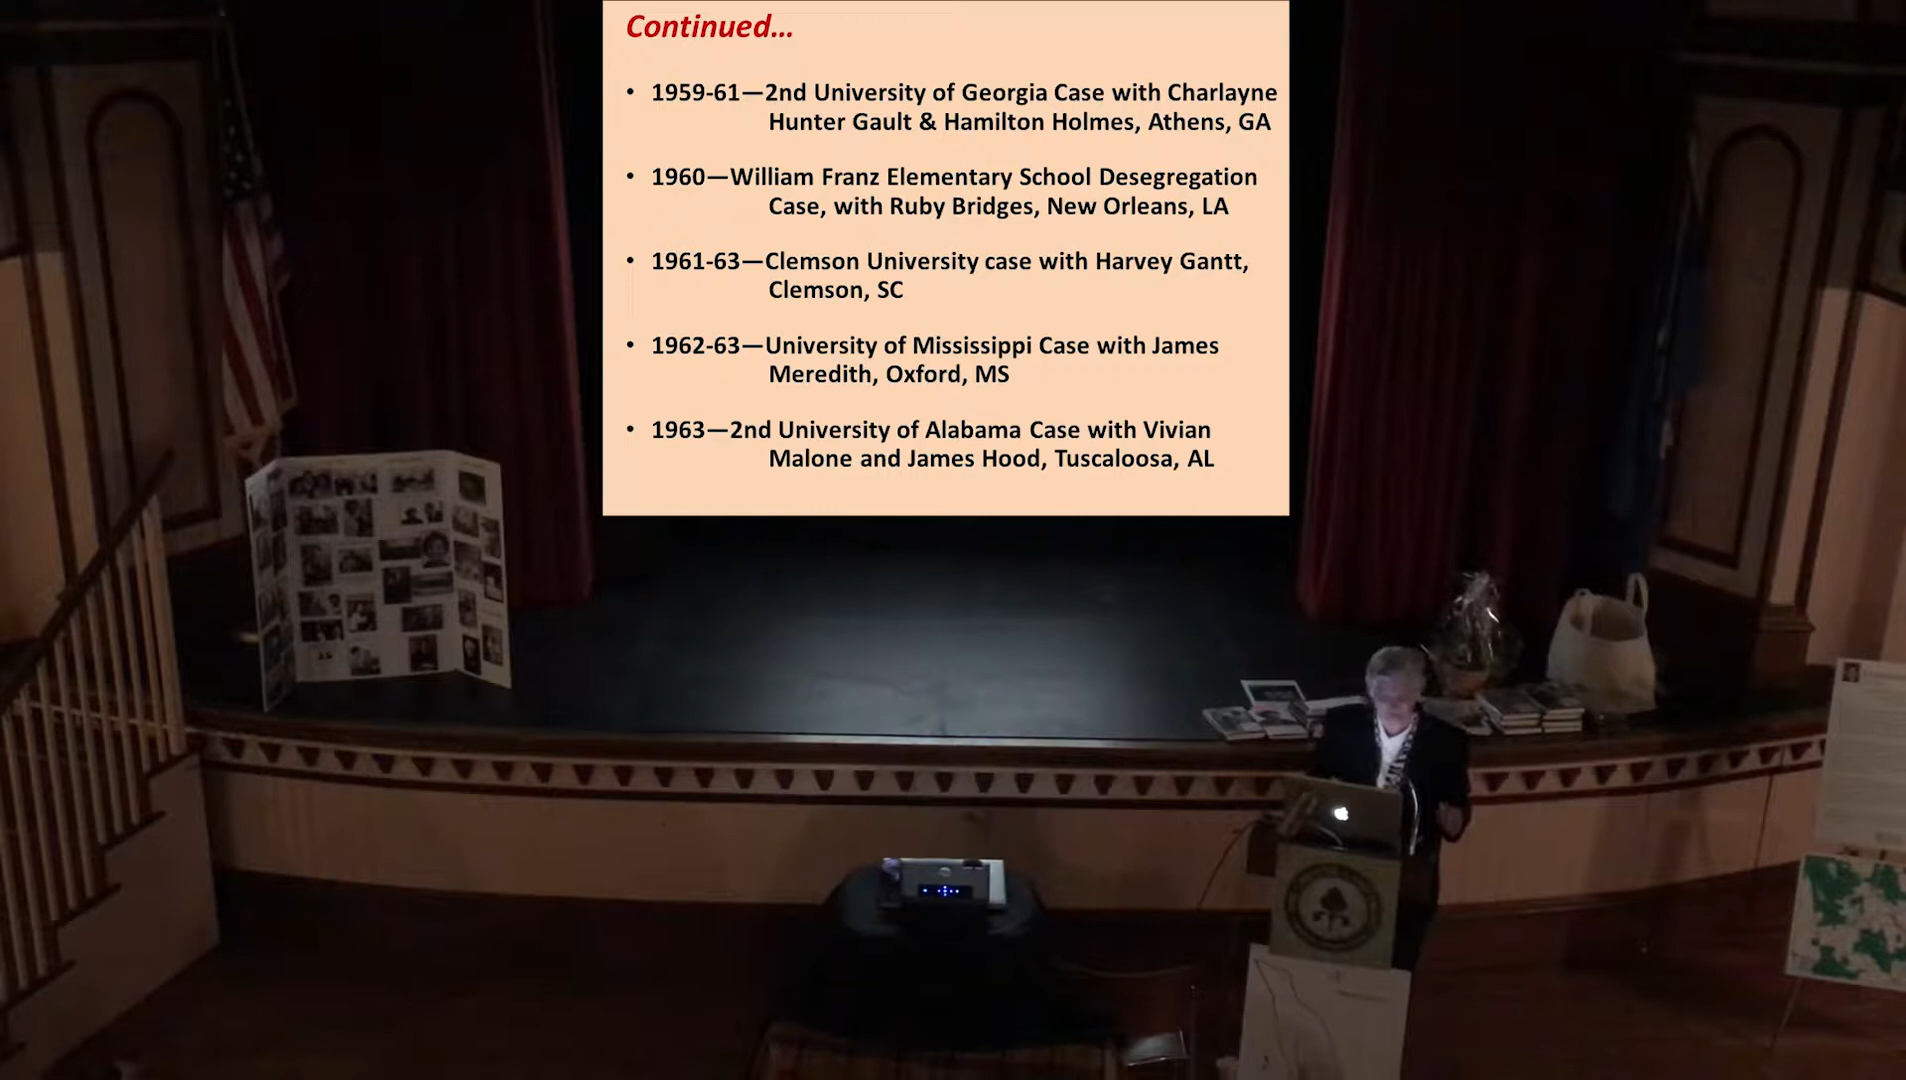 Continued...
• 1959-61—2nd University of Georgia Case with Charlayne
Hunter Gault & Hamilton Holmes, Athens, GA
• 1960—William Franz Elementary School Desegregation
Case, with Ruby Bridges, New Orleans, LA
• 1961-63—Clemson University case with Harvey Gantt,
Clemson, SC
• 1962-63—University of Mississippi Case with James
Meredith, Oxford, MS
• 1963—2nd University of Alabama Case with Vivian
Malone and James Hood, Tuscaloosa, AL